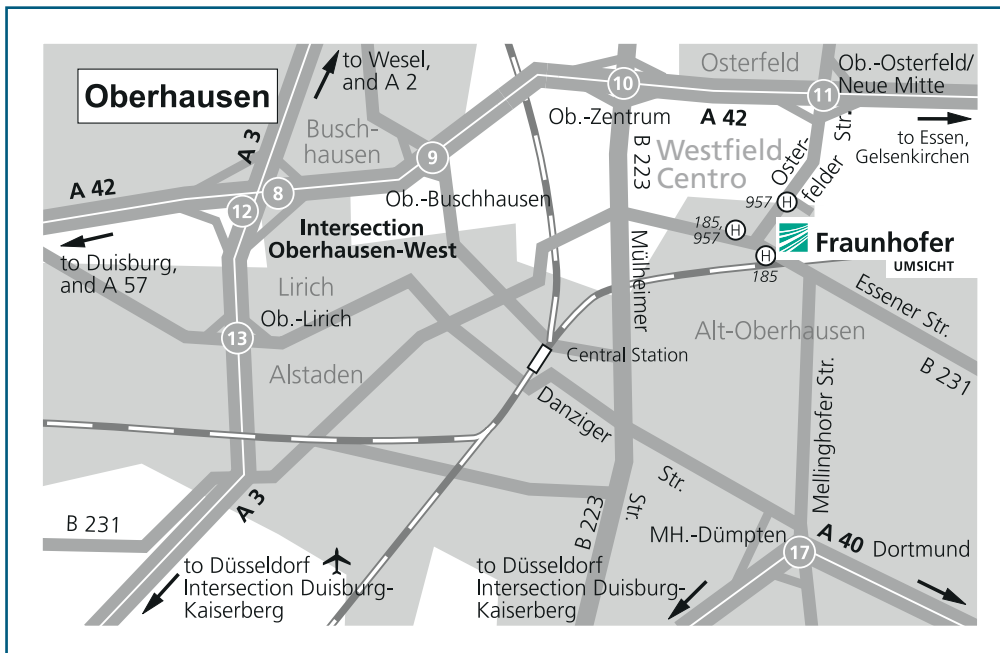 Oberhausen
to Wesel,
and A 2
A 3
Busch-
hausen
A 42
8
12
9
Ob.-Buschhausen
10
Ob.-Zentrum
A 42
Osterfeld
11
Ob.-Osterfeld/
Neue Mitte
to Essen,
Gelsenkirchen
B 223
Westfield
Centro
Oster-
felder
Str.
957
H
185,
957
H
H
185
Fraunhofer
UMSICHT
to Duisburg,
and A 57
Intersection
Oberhausen-West
Lirich
Ob.-Lirich
13
Alstaden
Mülheimer
Central Station
Alt-Oberhausen
Essener Str.
B 231
Danziger
Str.
Mellinghofer Str.
B 231
A 3
B 223
Str.
MH.-Dümpten
17
A 40
Dortmund
to Düsseldorf
Intersection Duisburg-
Kaiserberg
to Düsseldorf
Intersection Duisburg-
Kaiserberg